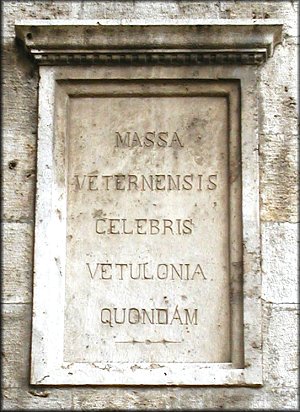 MASSA
VETERNENSIS
CELEBRIS
VETULONIA
QUONDAM